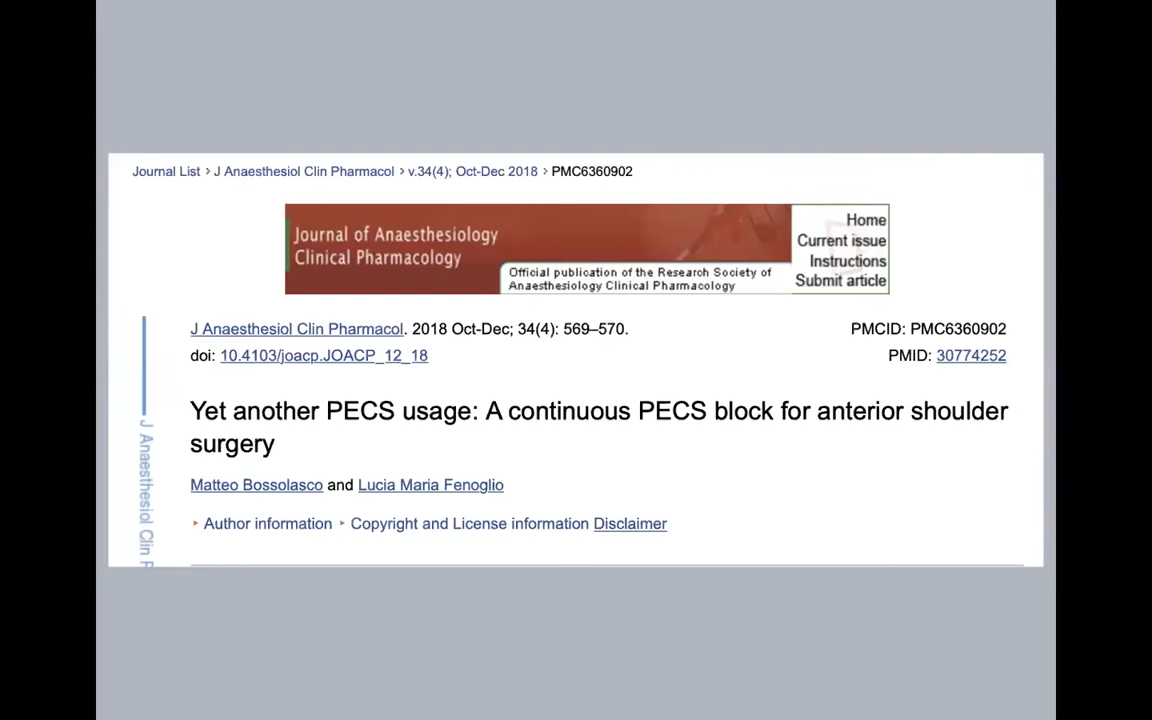 Journal List > J Anaesthesiol Clin Pharmacol > v.34(4); Oct-Dec 2018 > PMC6360902
Journal of Anaesthesiology
Clinical Pharmacology
Official publication of the Research Society of
Anaesthesiology Clinical Pharmacology
Home
Current issue
Instructions
Submit article
J Anaesthesiol Clin Pharmacol. 2018 Oct-Dec; 34(4): 569–570.
PMCID: PMC6360902
doi: 10.4103/joacp.JOACP_12_18
PMID: 30774252
Yet another PECS usage: A continuous PECS block for anterior shoulder
surgery
Matteo Bossolasco and Lucia Maria Fenoglio
‣ Author information ‣ Copyright and License information Disclaimer
J Anaesthesiol Clin